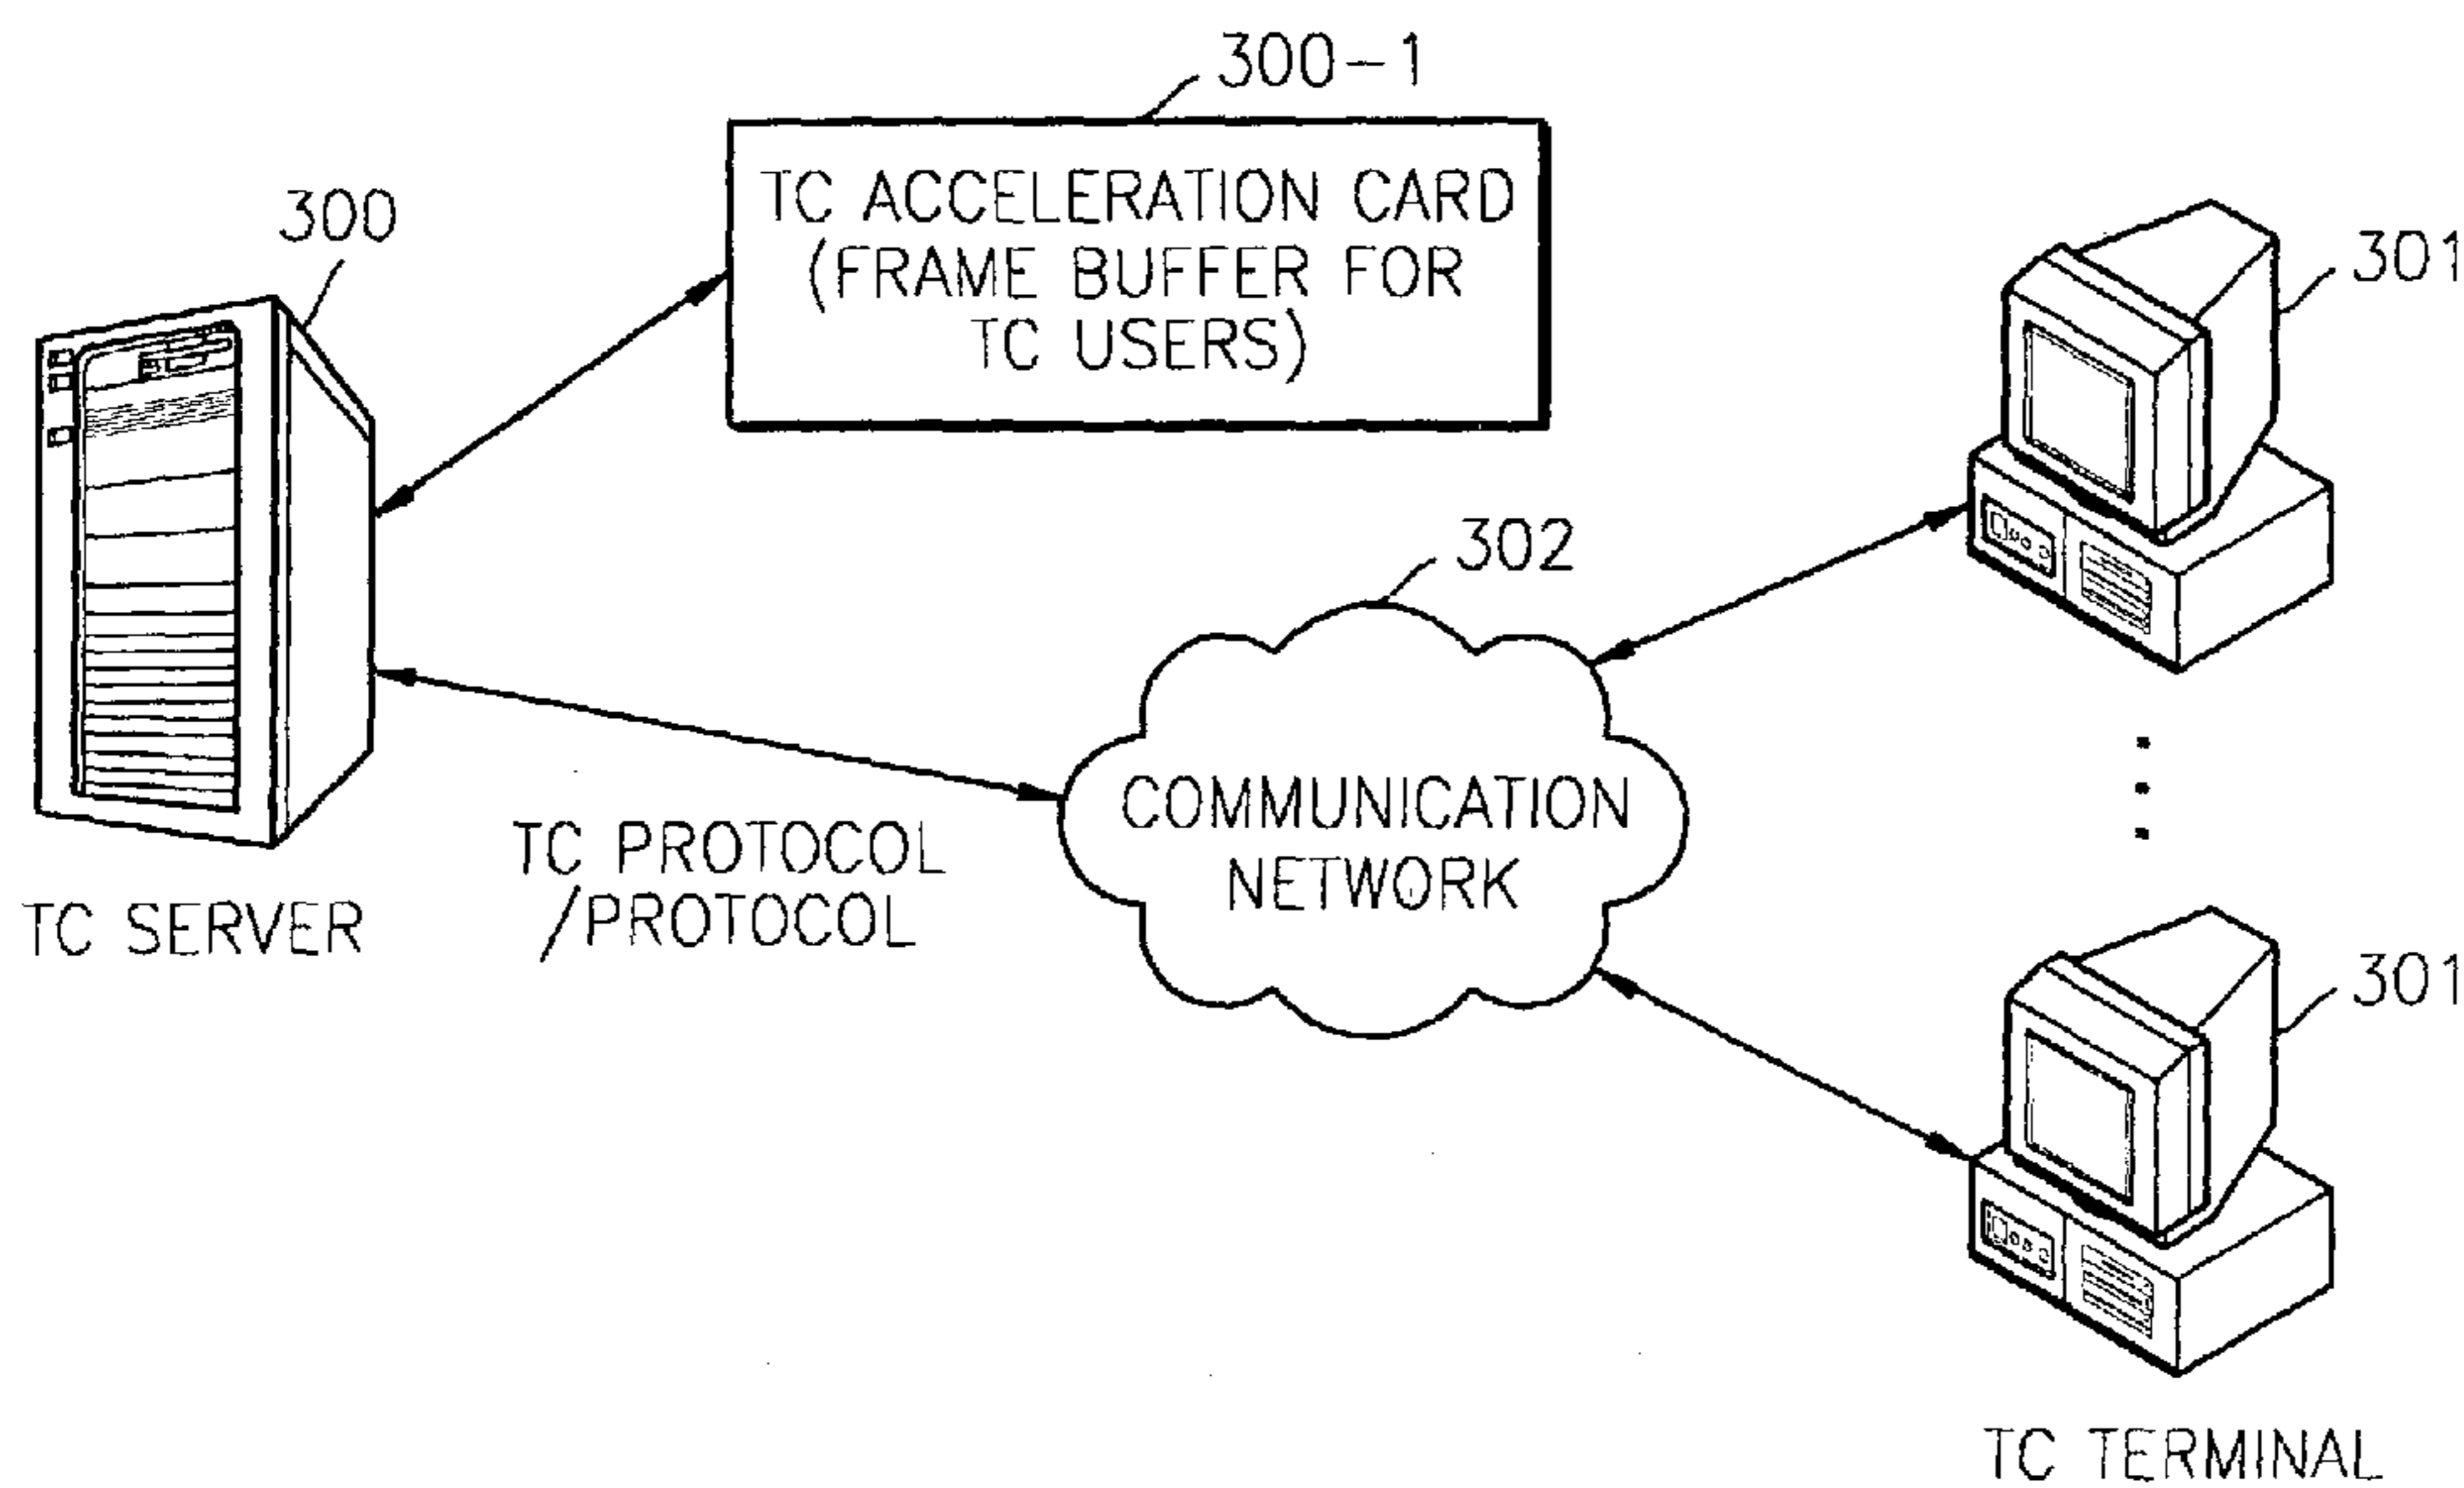 300-1
TC ACCELERATION CARD
(FRAME BUFFER FOR
TC USERS)
300
301
302
COMMUNICATION
NETWORK
TC PROTOCOL
/PROTOCOL
TC SERVER
301
TC TERMINAL